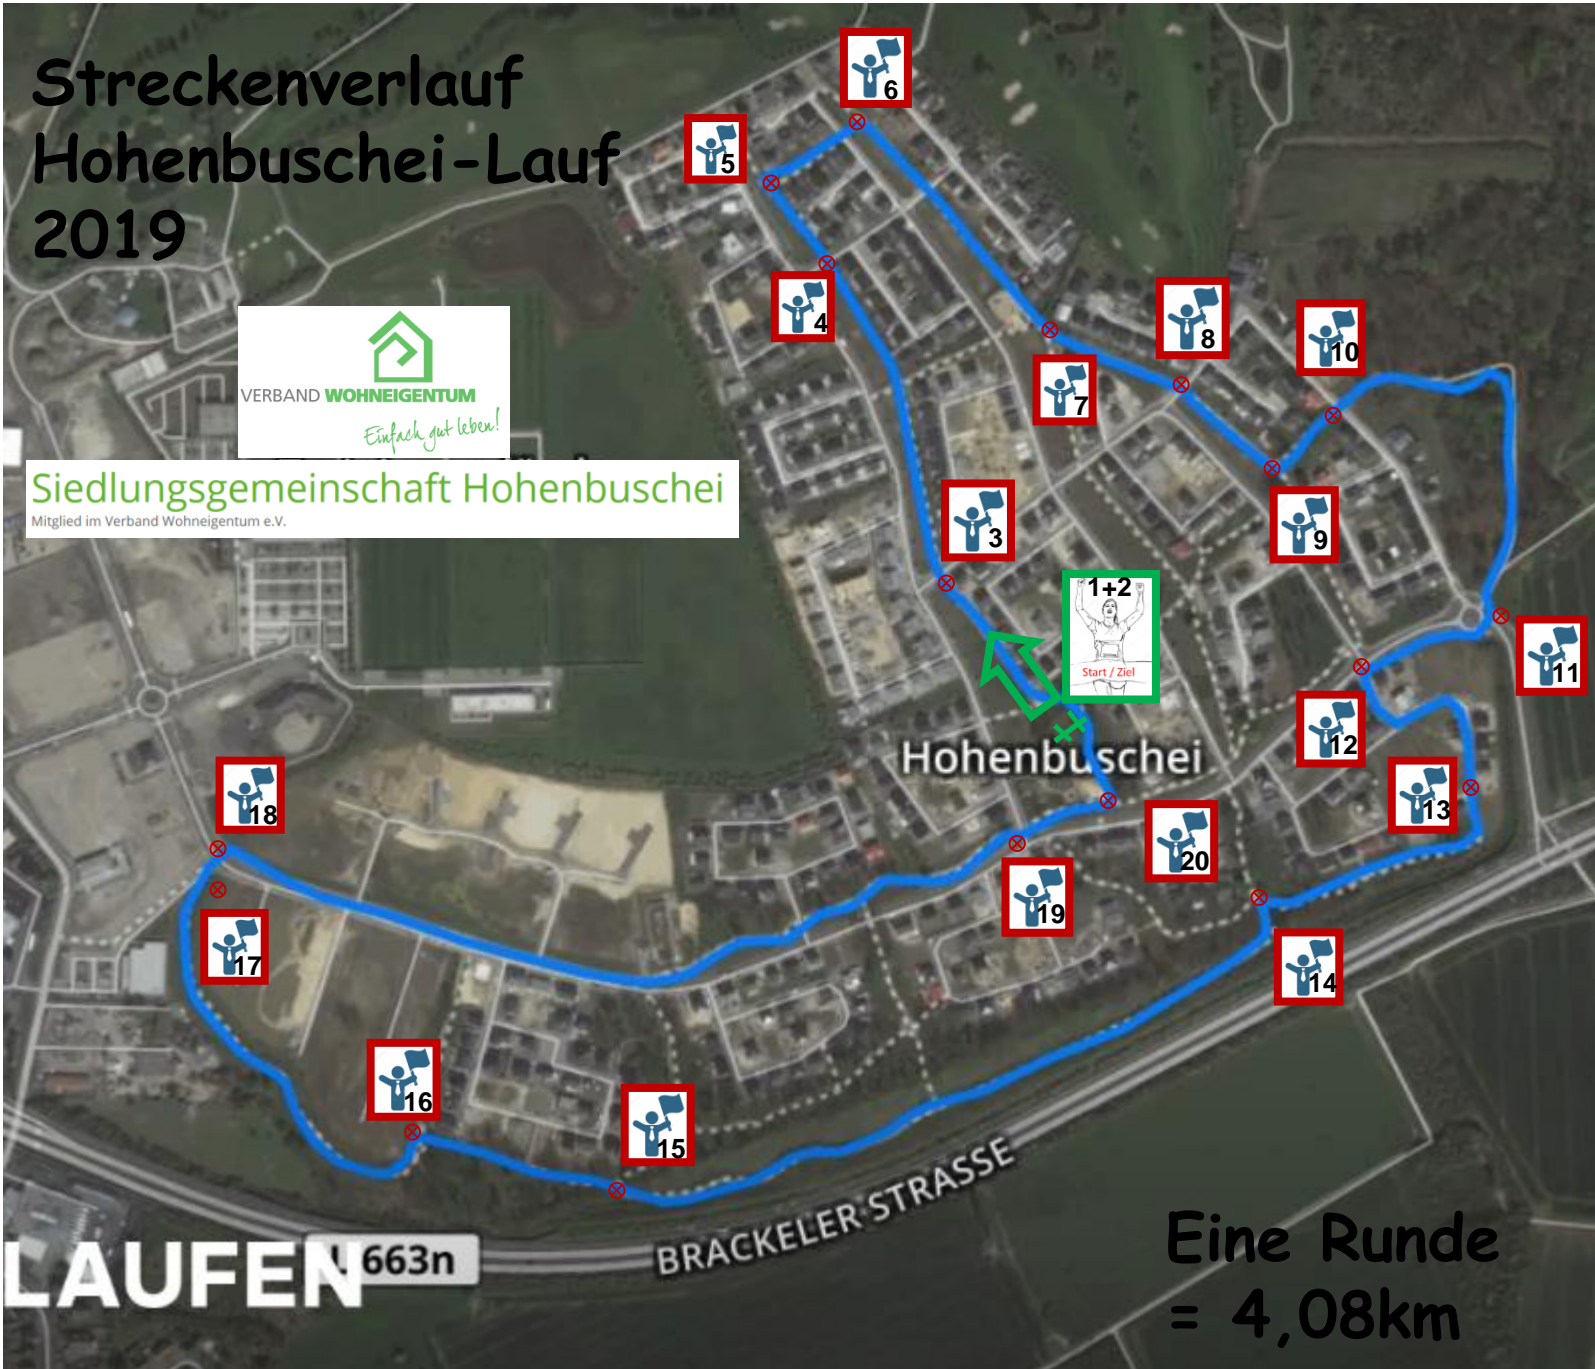 Streckenverlauf
Hohenbuschei-Lauf
2019
VERBAND WOHNEIGENTUM
Einfach gut leben!
Siedlungsgemeinschaft Hohenbuschei
Mitglied im Verband Wohneigentum e.V.
6
5
4
8
10
7
3
9
1+2
Start / Ziel
11
12
Hohenbuschei
13
18
20
19
17
14
16
15
BRACKELER STRASSE
663n
LAUFEN
Eine Runde
= 4,08km